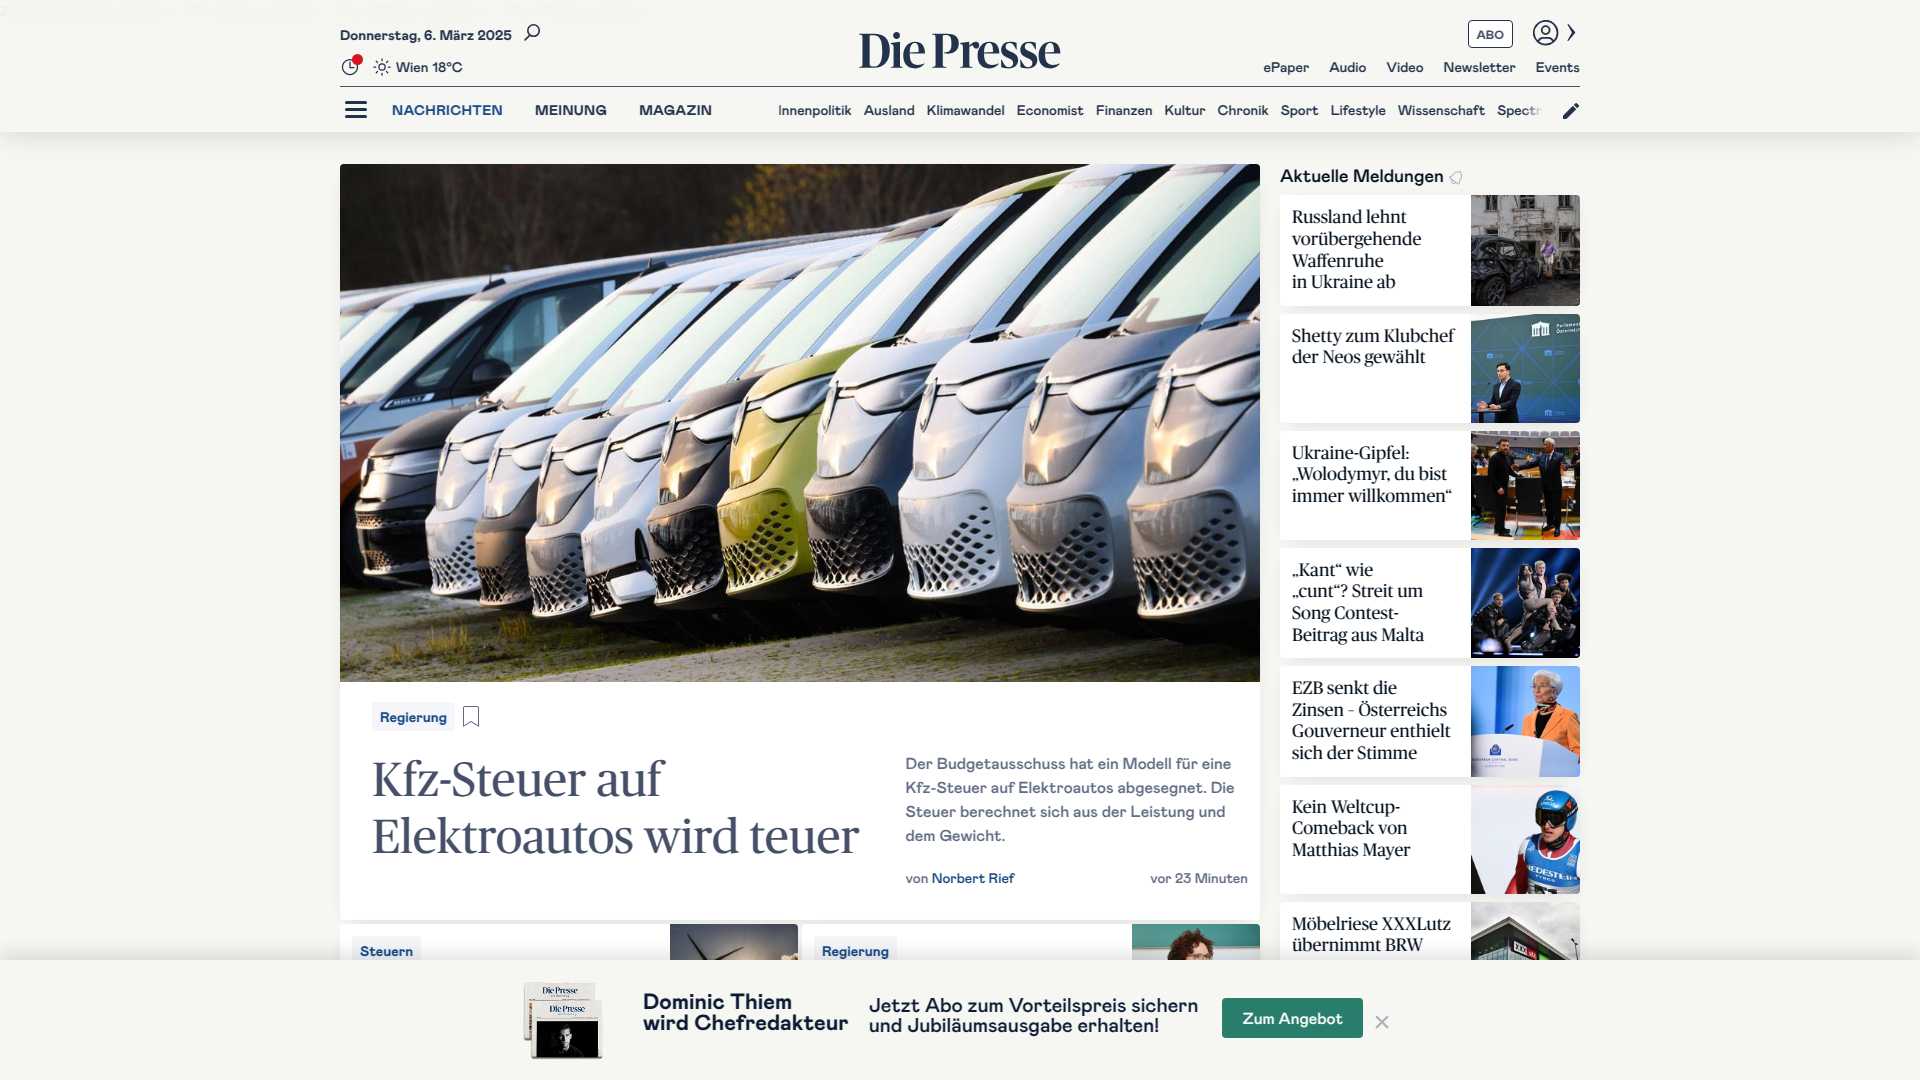 Donnerstag, 6. März 2025
Wien 18°C
Die Presse
ABO
ePaper Audio Video Newsletter Events
NACHRICHTEN MEINUNG MAGAZIN
Innenpolitik Ausland Klimawandel Economist Finanzen Kultur Chronik Sport Lifestyle Wissenschaft Spectr
Regierung
Kfz-Steuer auf
Elektroautos wird teuer
Der Budgetausschuss hat ein Modell für eine
Kfz-Steuer auf Elektroautos abgesegnet. Die
Steuer berechnet sich aus der Leistung und
dem Gewicht.
von Norbert Rief
vor 23 Minuten
Steuern
Regierung
Aktuelle Meldungen
Russland lehnt
vorübergehende
Waffenruhe
in Ukraine ab
Shetty zum Klubchef
der Neos gewählt
Ukraine-Gipfel:
„Wolodymyr, du bist
immer willkommen“
„Kant“ wie
„cunt“? Streit um
Song Contest-
Beitrag aus Malta
EZB senkt die
Zinsen – Österreichs
Gouverneur enthielt
sich der Stimme
Kein Weltcup-
Comeback von
Matthias Mayer
Möbelriese XXXLutz
übernimmt BRW
Die Presse
Die Presse
Dominic Thiem
wird Chefredakteur
Jetzt Abo zum Vorteilspreis sichern
und Jubiläumsausgabe erhalten!
Zum Angebot